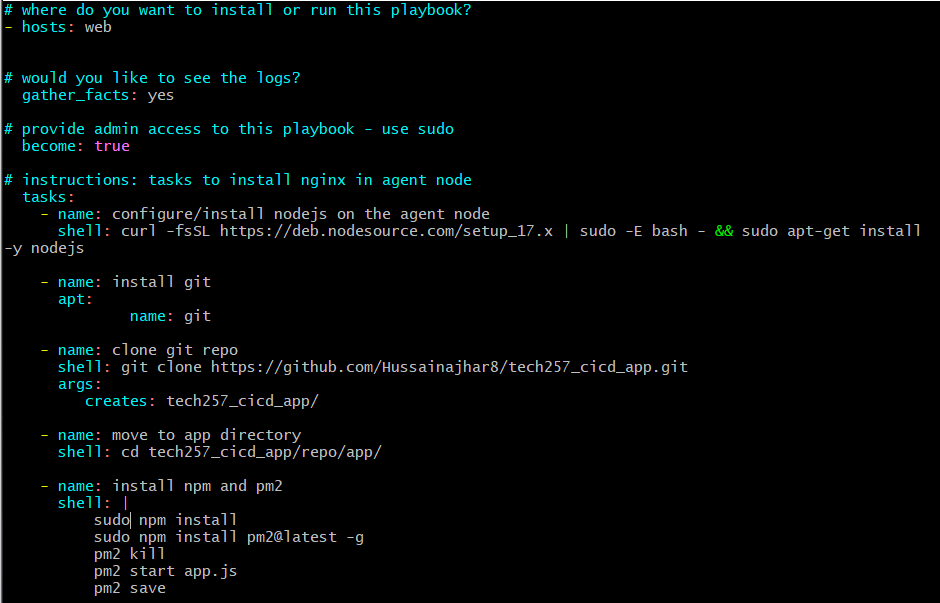 # where do you want to install or run this playbook?
- hosts: web
# would you like to see the logs?
  gather_facts: yes
# provide admin access to this playbook - use sudo
  become: true
# instructions: tasks to install nginx in agent node
  tasks:
    - name: configure/install nodejs on the agent node
      shell: curl -fsSL https://deb.nodesource.com/setup_17.x | sudo -E bash - && sudo apt-get install
-y nodejs
    - name: install git
      apt:
              name: git
    - name: clone git repo
      shell: git clone https://github.com/Hussainajhar8/tech257_cicd_app.git
      args:
         creates: tech257_cicd_app/
    - name: move to app directory
      shell: cd tech257_cicd_app/repo/app/
    - name: install npm and pm2
      shell: |
          sudo npm install
          sudo npm install pm2@latest -g
          pm2 kill
          pm2 start app.js
          pm2 save